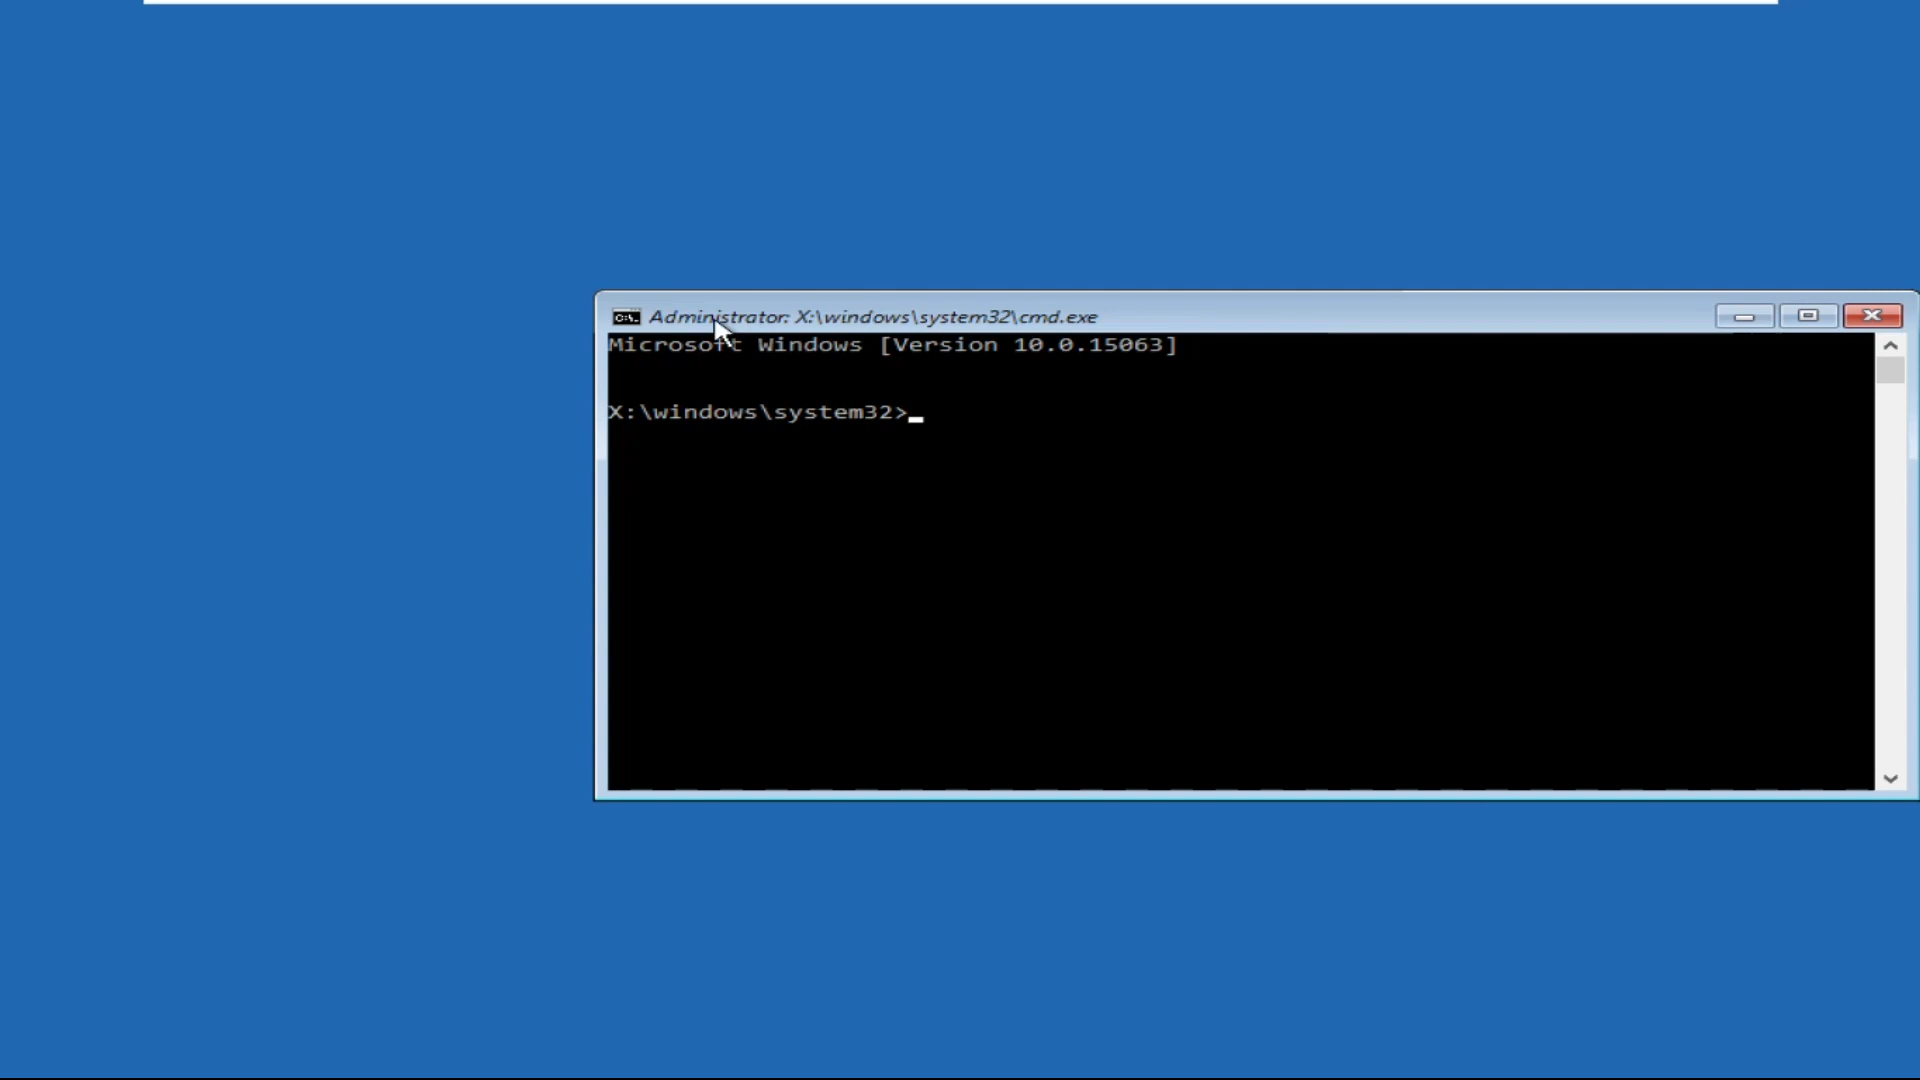 Administrator: X:\windows\system32\cmd.exe
Microsoft Windows [Version 10.0.15063]
X:\windows\system32>